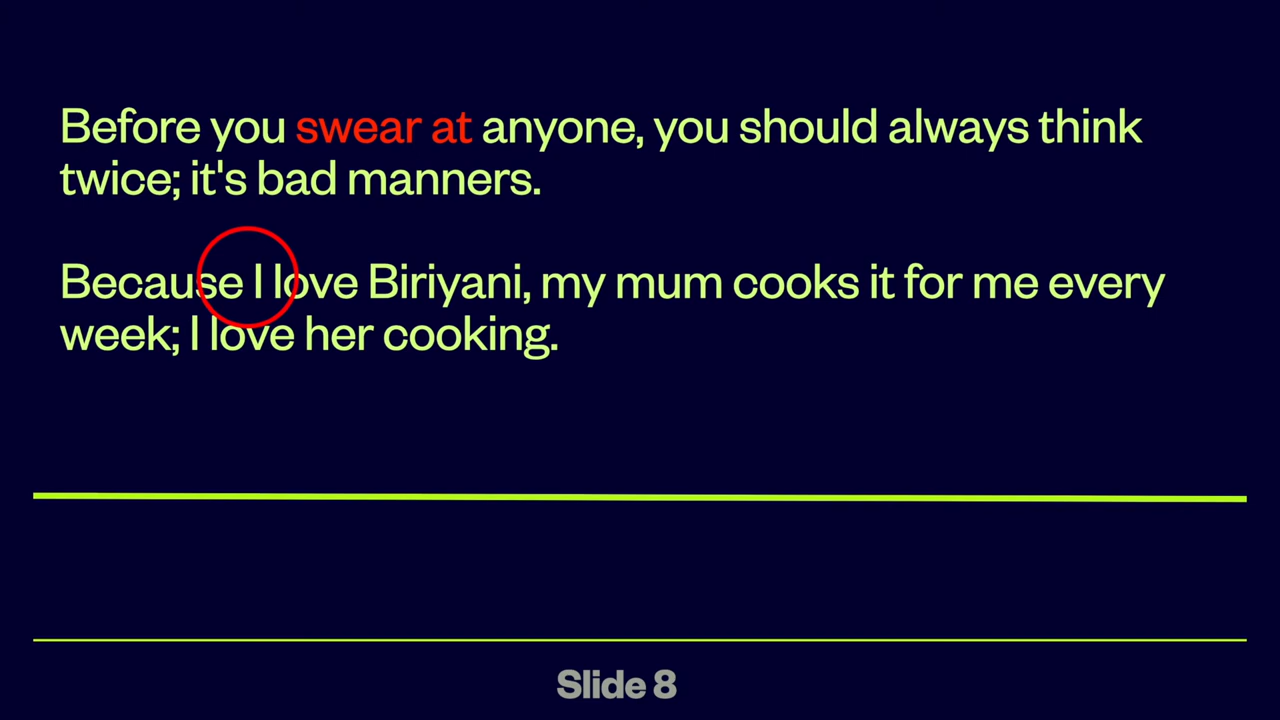 Before you swear at anyone, you should always think
twice; it's bad manners.
Because I love Biriyani, my mum cooks it for me every
week; I love her cooking.
Slide 8